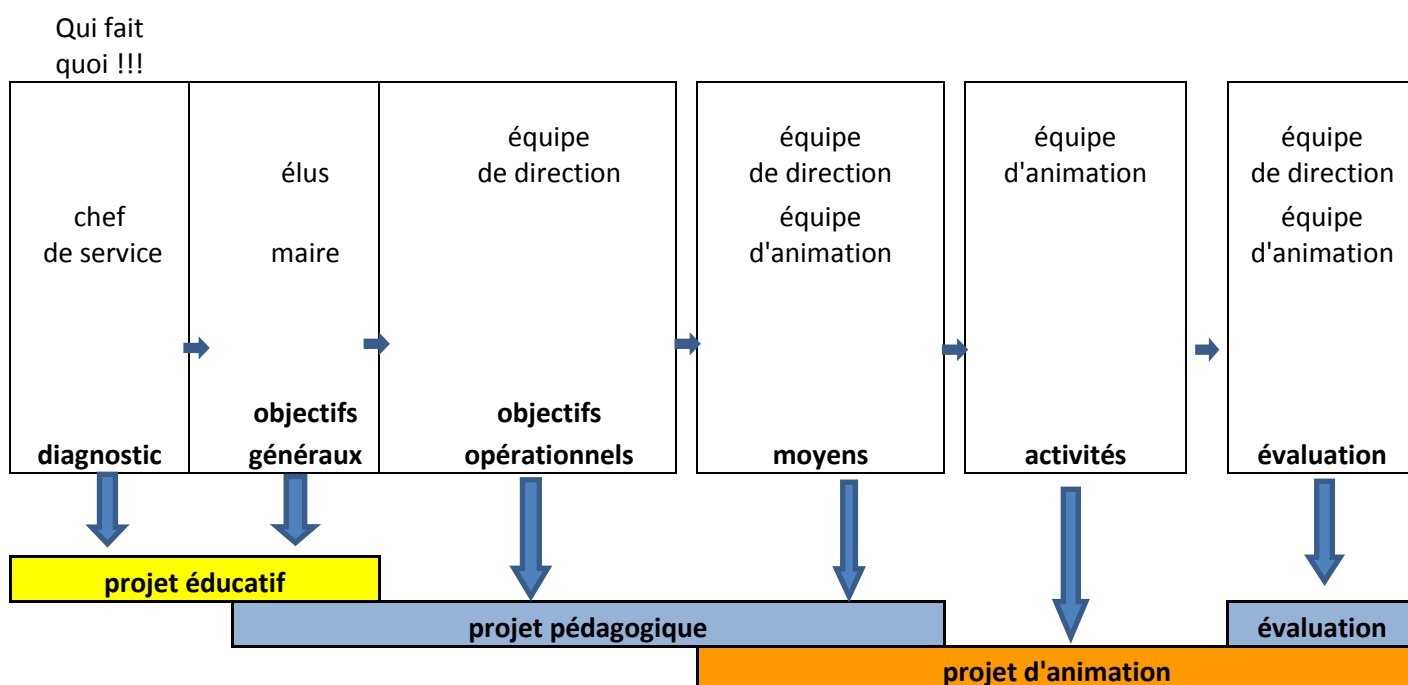 Qui fait
quoi !!!
chef
de service
diagnostic
élus
maire
objectifs
généraux
équipe
de direction
objectifs
opérationnels
équipe
de direction
équipe
d'animation
moyens
équipe
d'animation
activités
équipe
de direction
équipe
d'animation
évaluation
projet éducatif
projet pédagogique
évaluation
projet d'animation